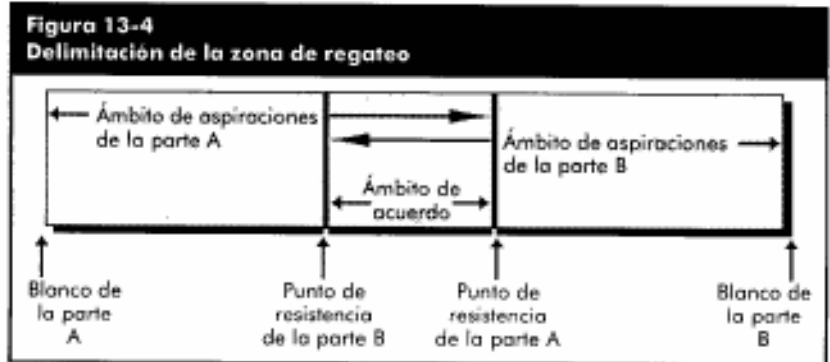 Figura 13-4
Delimitación de la zona de regateo
Ámbito de aspiraciones
de la parte A
Ámbito de aspiraciones
de la parte B
Ámbito de
acuerdo
Blanco de
la parte
A
Punto de
resistencia
de la parte B
Punto de
resistencia
de la parte A
Blanco de
la parte
B